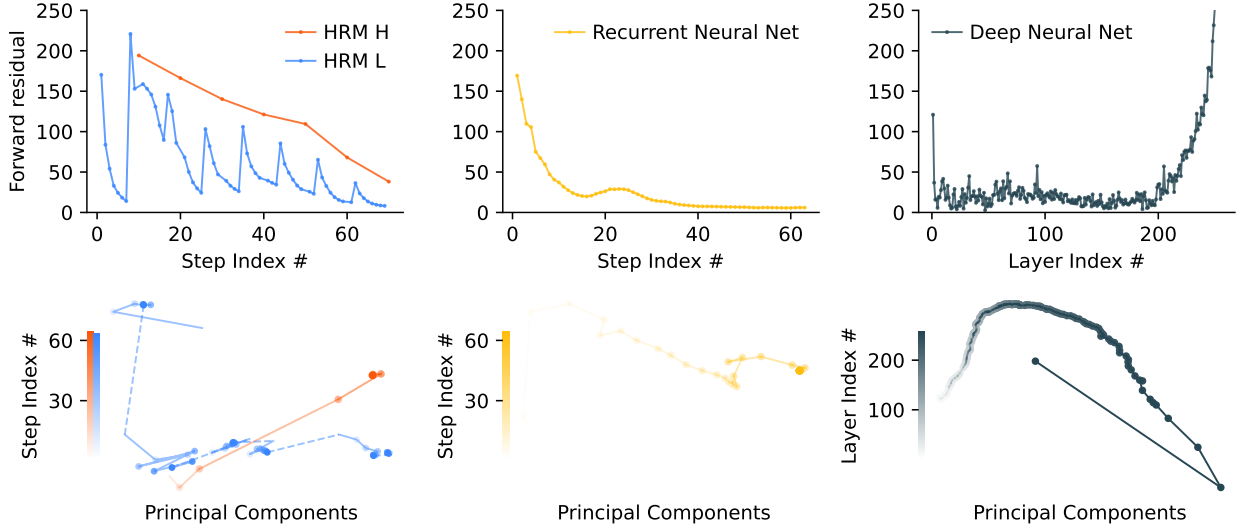 250
200
150
100
50
0
Forward residual
HRM H
HRM L
0 20 40 60
Step Index #
250
200
150
100
50
0
Recurrent Neural Net
0 20 40 60
Step Index #
250
200
150
100
50
0
Deep Neural Net
0 100 200
Layer Index #
Step Index #
60
30
Principal Components
Step Index #
60
30
Principal Components
Layer Index #
200
100
Principal Components